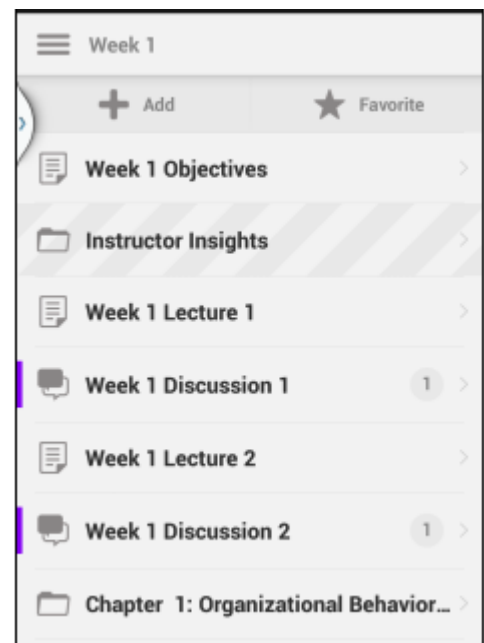 Week 1
Add Favorite
Week 1 Objectives
Instructor Insights
Week 1 Lecture 1
Week 1 Discussion 1 1
Week 1 Lecture 2
Week 1 Discussion 2 1
Chapter 1: Organizational Behavior...